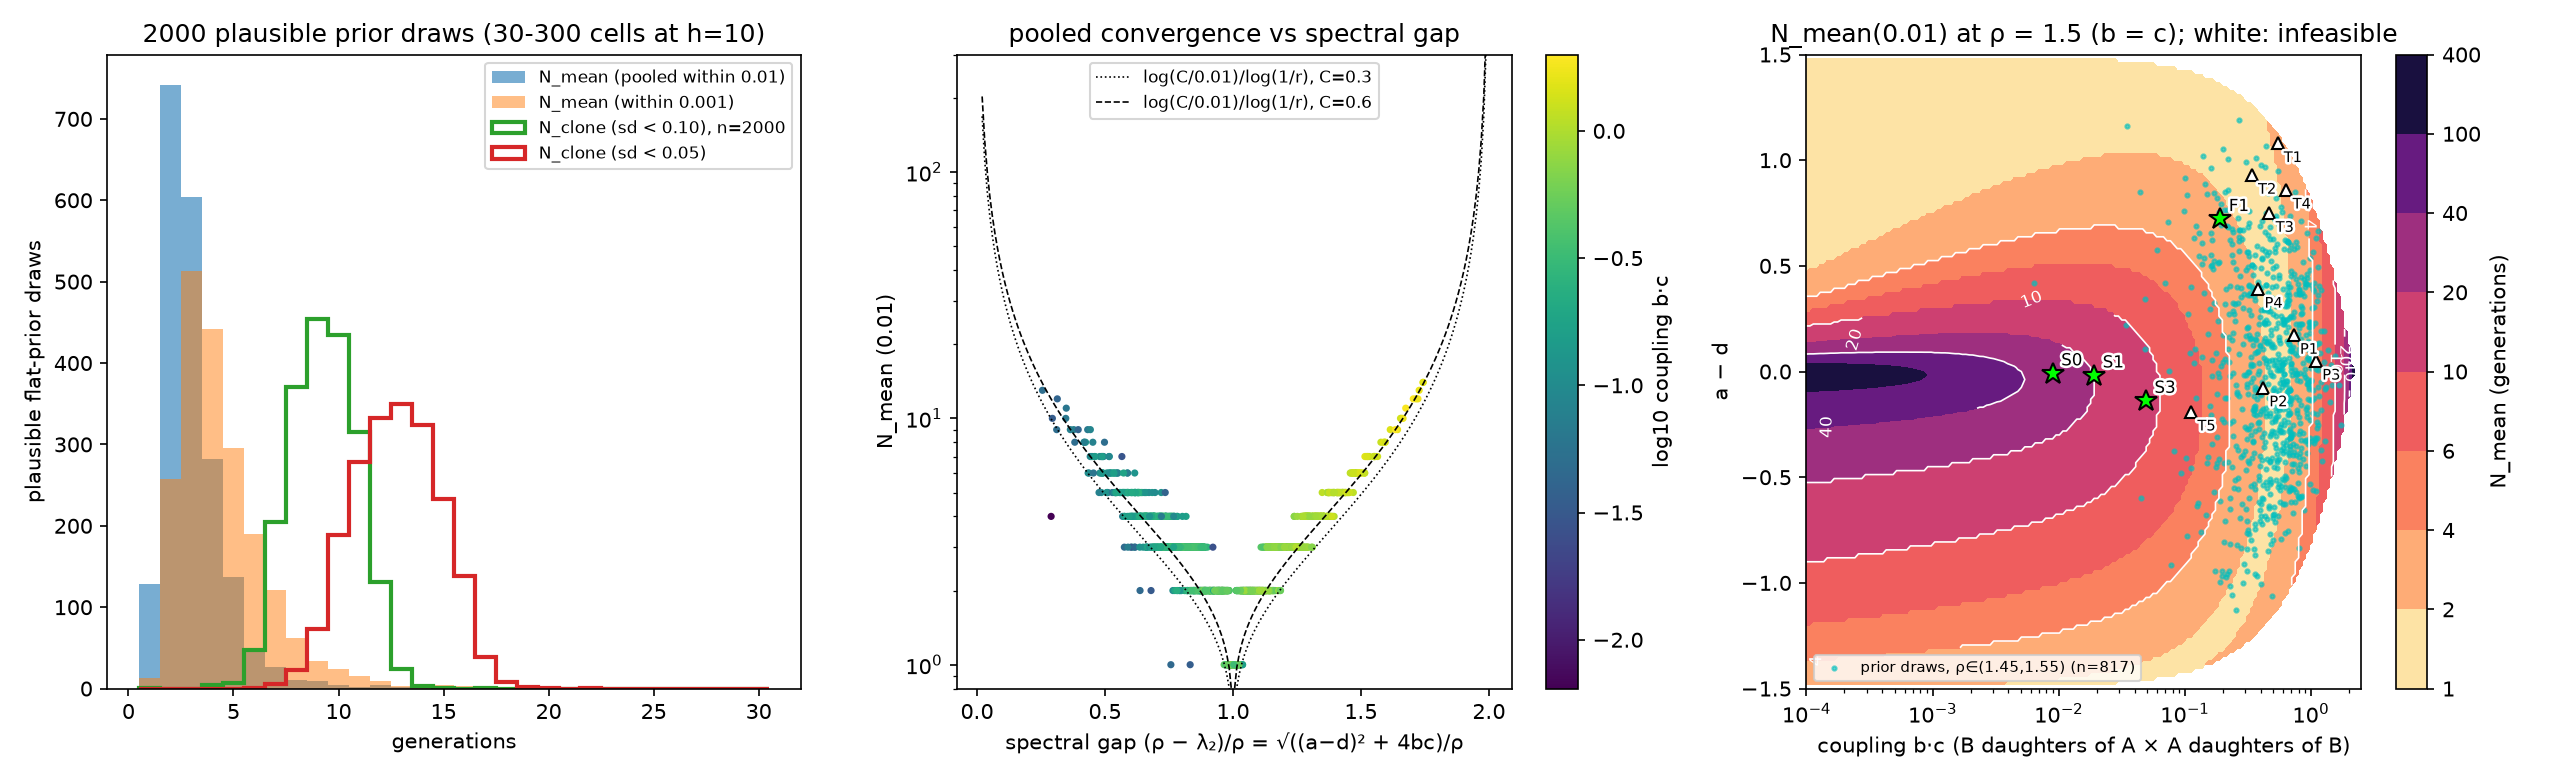 2000 plausible prior draws (30-300 cells at h=10)
N_mean (pooled within 0.01)
N_mean (within 0.001)
N_clone (sd < 0.10), n=2000
N_clone (sd < 0.05)
plausible flat-prior draws
700
600
500
400
300
200
100
0
0 5 10 15 20 25 30
generations
pooled convergence vs spectral gap
log(C/0.01)/log(1/r), C=0.3
log(C/0.01)/log(1/r), C=0.6
N_mean (0.01)
10²
10¹
10⁰
0.0 0.5 1.0 1.5 2.0
spectral gap (ρ − λ₂)/ρ = √((a−d)² + 4bc)/ρ
0.0
−0.5
−1.0
−1.5
−2.0
log10 coupling b·c
N_mean(0.01) at ρ = 1.5 (b = c); white: infeasible
a − d
1.5
1.0
0.5
0.0
−0.5
−1.0
−1.5
T1
T2
T4
F1
T3
P4
10
20
P1
S0
S1
P3
S3
P2
T5
40
prior draws, ρ∈(1.45,1.55) (n=817)
10⁻⁴ 10⁻³ 10⁻² 10⁻¹ 10⁰
coupling b·c (B daughters of A × A daughters of B)
400
100
40
20
10
6
4
2
1
N_mean (generations)